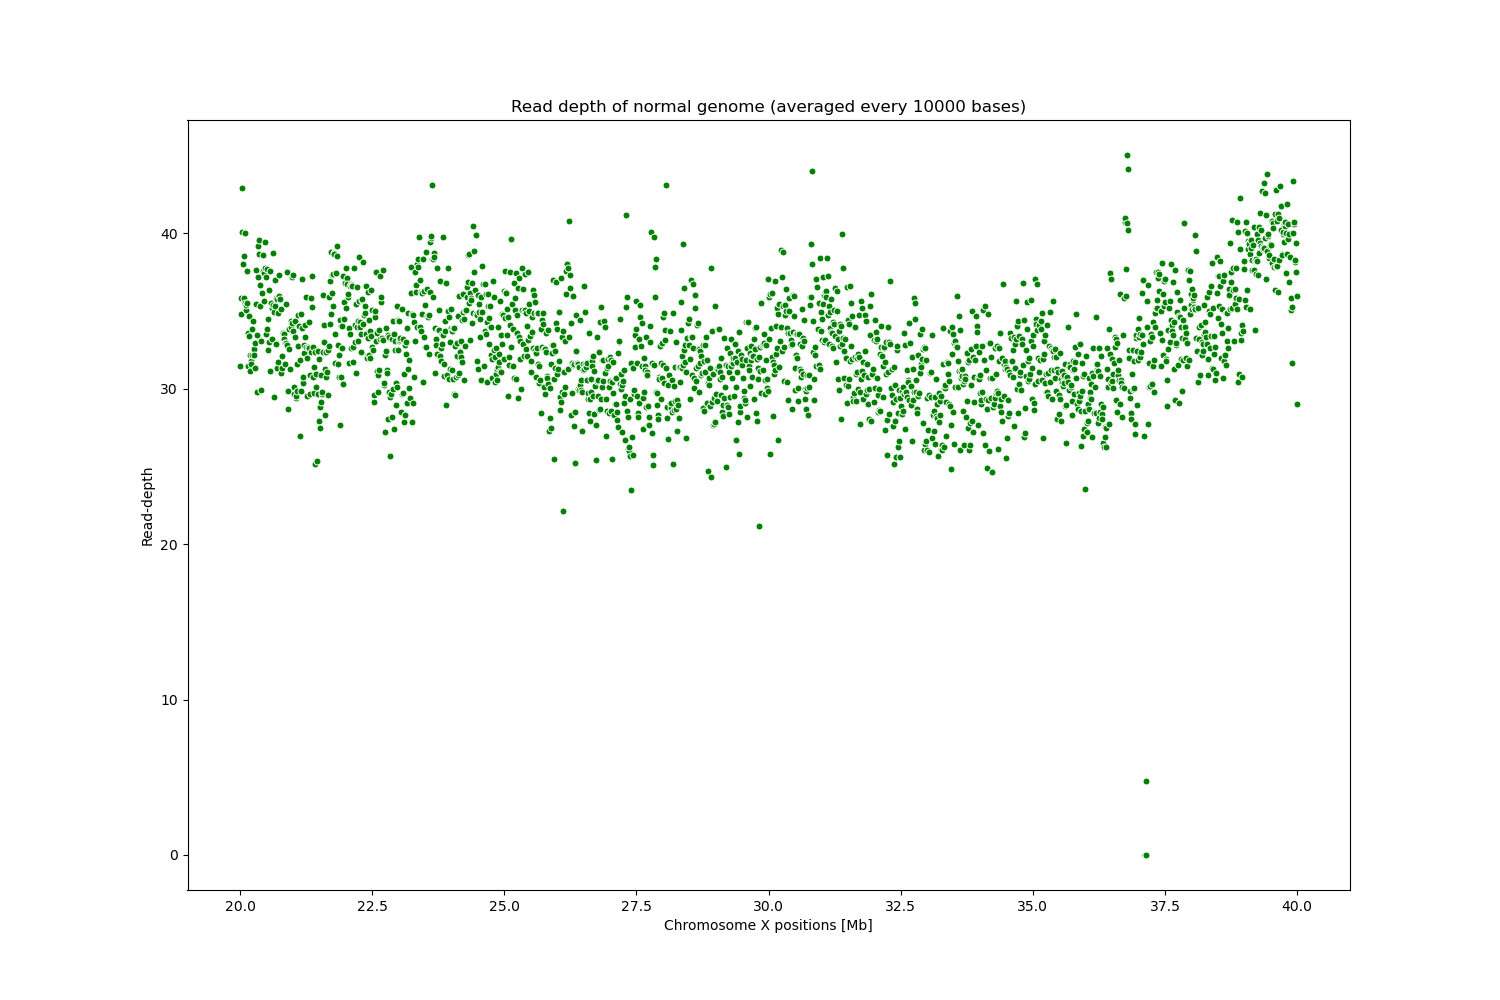 Read depth of normal genome (averaged every 10000 bases)
40
30
20
10
0
Read-depth
20.0 22.5 25.0 27.5 30.0 32.5 35.0 37.5 40.0
Chromosome X positions [Mb]